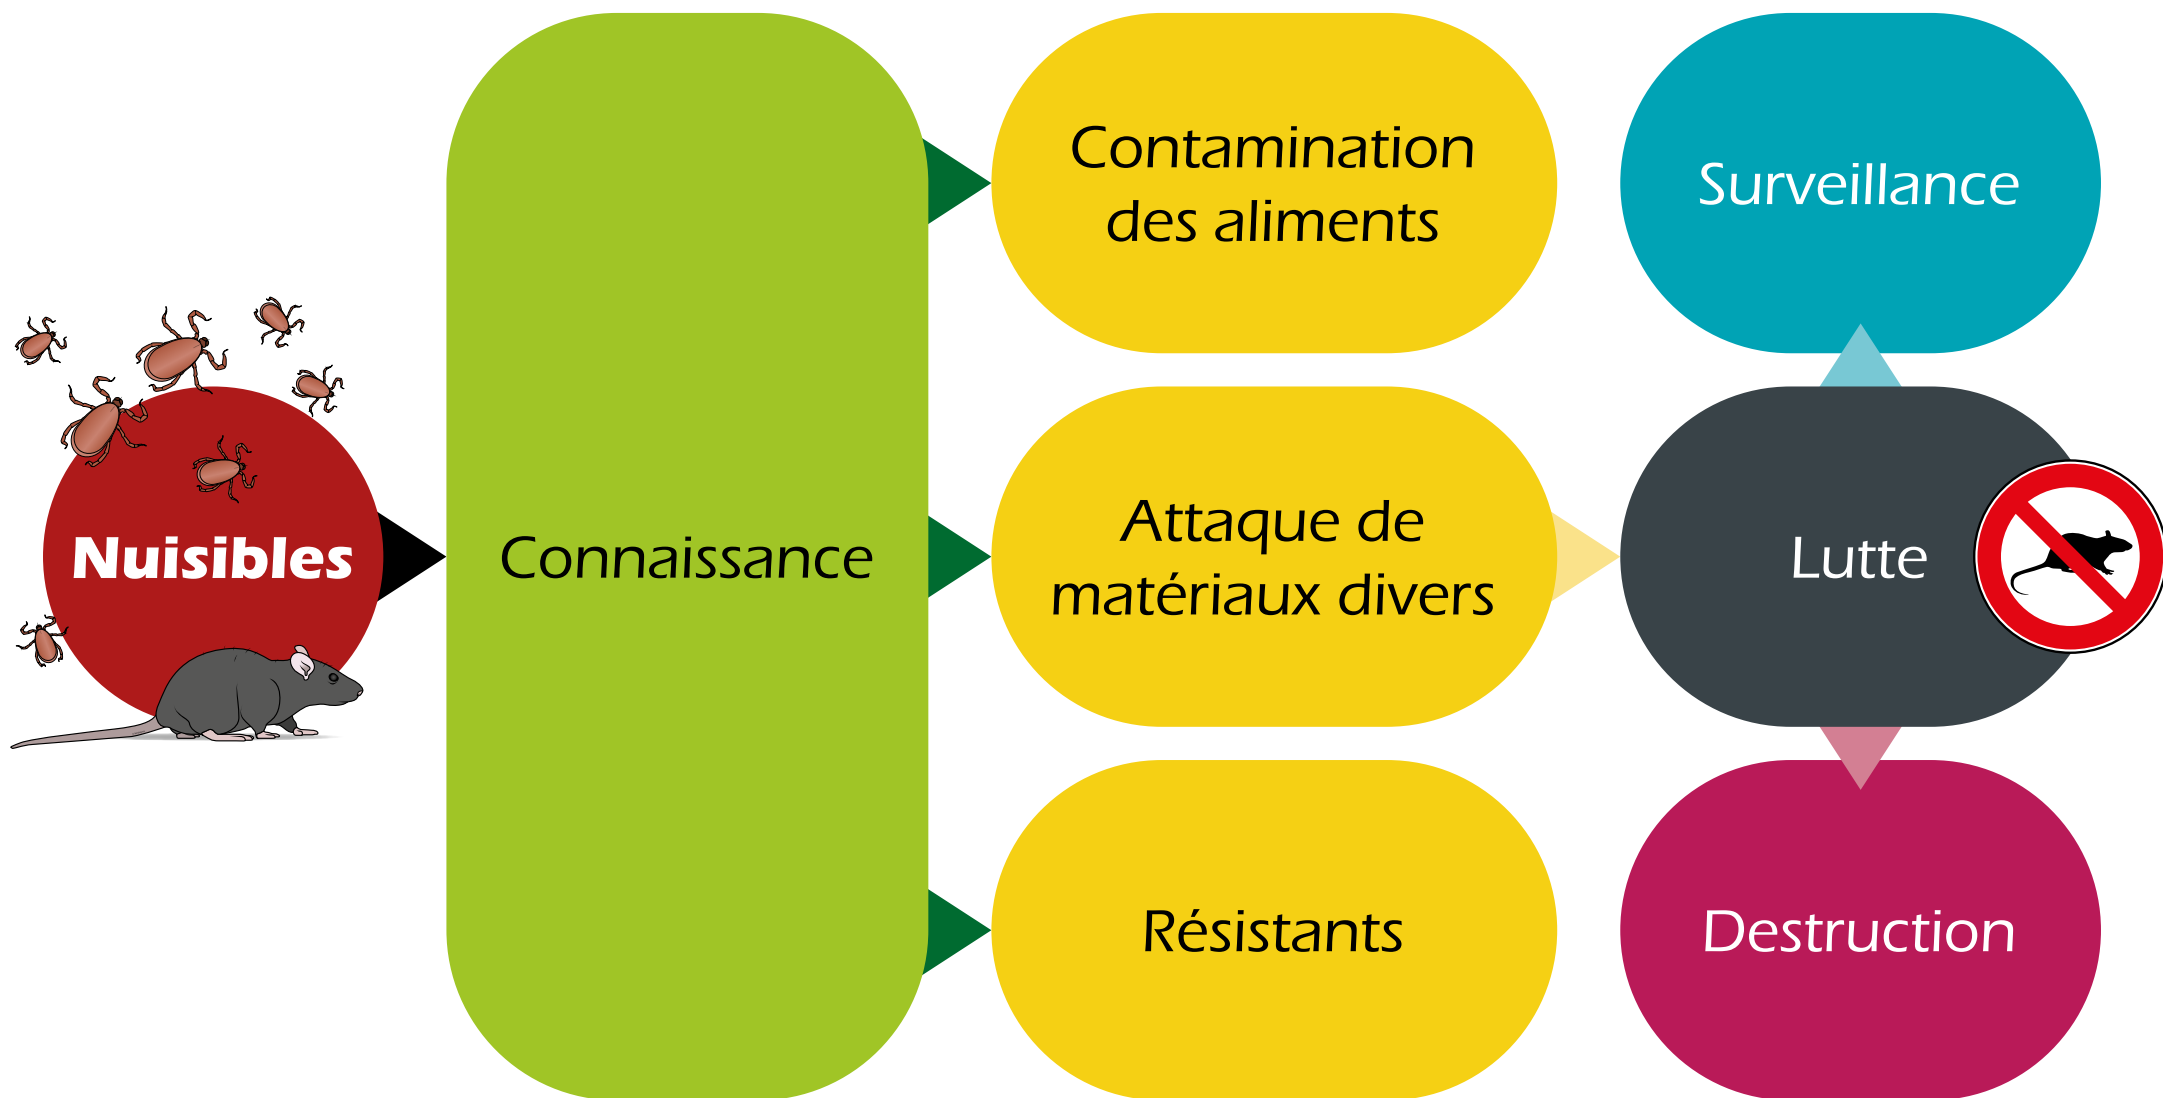 Nuisibles
Connaissance
Contamination
des aliments
Attaque de
matériaux divers
Résistants
Surveillance
Lutte
Destruction